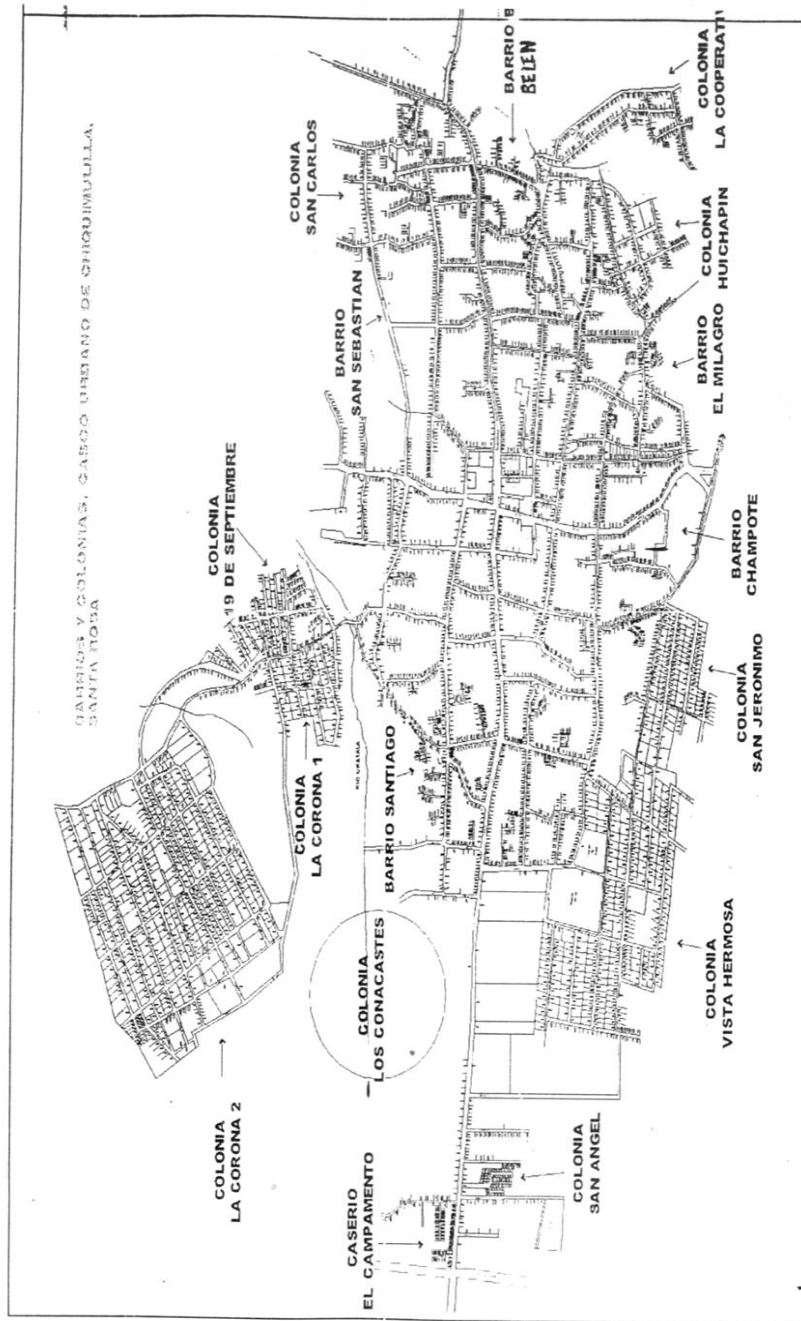 BARRIOS Y COLONIAS, CASCO URBANO DE CHIQUIMULILLA,
SANTA ROSA
COLONIA
LA CORONA 2
COLONIA
LA CORONA 1
COLONIA
19 DE SEPTIEMBRE
COLONIA
SAN CARLOS
BARRIO
SAN SEBASTIAN
CASERIO
EL CAMPAMENTO
COLONIA
LOS CONACASTES
BARRIO SANTIAGO
BARRIO B
BELEN
COLONIA
SAN ANGEL
COLONIA
VISTA HERMOSA
COLONIA
SAN JERONIMO
BARRIO
CHAMPOTE
BARRIO
EL MILAGRO
COLONIA
HUICHAPIN
COLONIA
LA COOPERATI